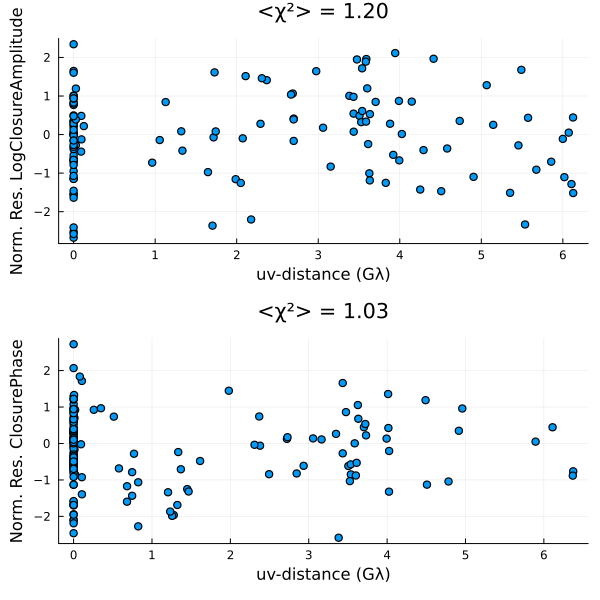 <χ²> = 1.20
Norm. Res. LogClosureAmplitude
2
1
0
−1
−2
0 1 2 3 4 5 6
uv-distance (Gλ)
<χ²> = 1.03
Norm. Res. ClosurePhase
2
1
0
−1
−2
0 1 2 3 4 5 6
uv-distance (Gλ)